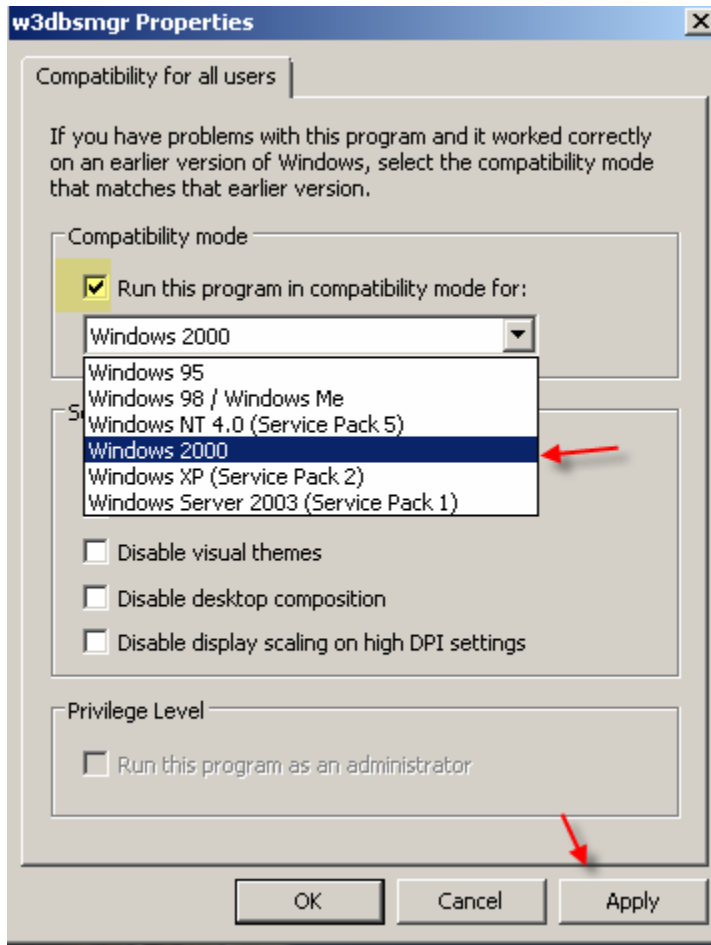 w3dbsmgr Properties
Compatibility for all users
If you have problems with this program and it worked correctly
on an earlier version of Windows, select the compatibility mode
that matches that earlier version.
Compatibility mode
Run this program in compatibility mode for:
Windows 2000
Windows 95
Windows 98 / Windows Me
Windows NT 4.0 (Service Pack 5)
Windows 2000
Windows XP (Service Pack 2)
Windows Server 2003 (Service Pack 1)
Disable visual themes
Disable desktop composition
Disable display scaling on high DPI settings
Privilege Level
Run this program as an administrator
OK
Cancel
Apply